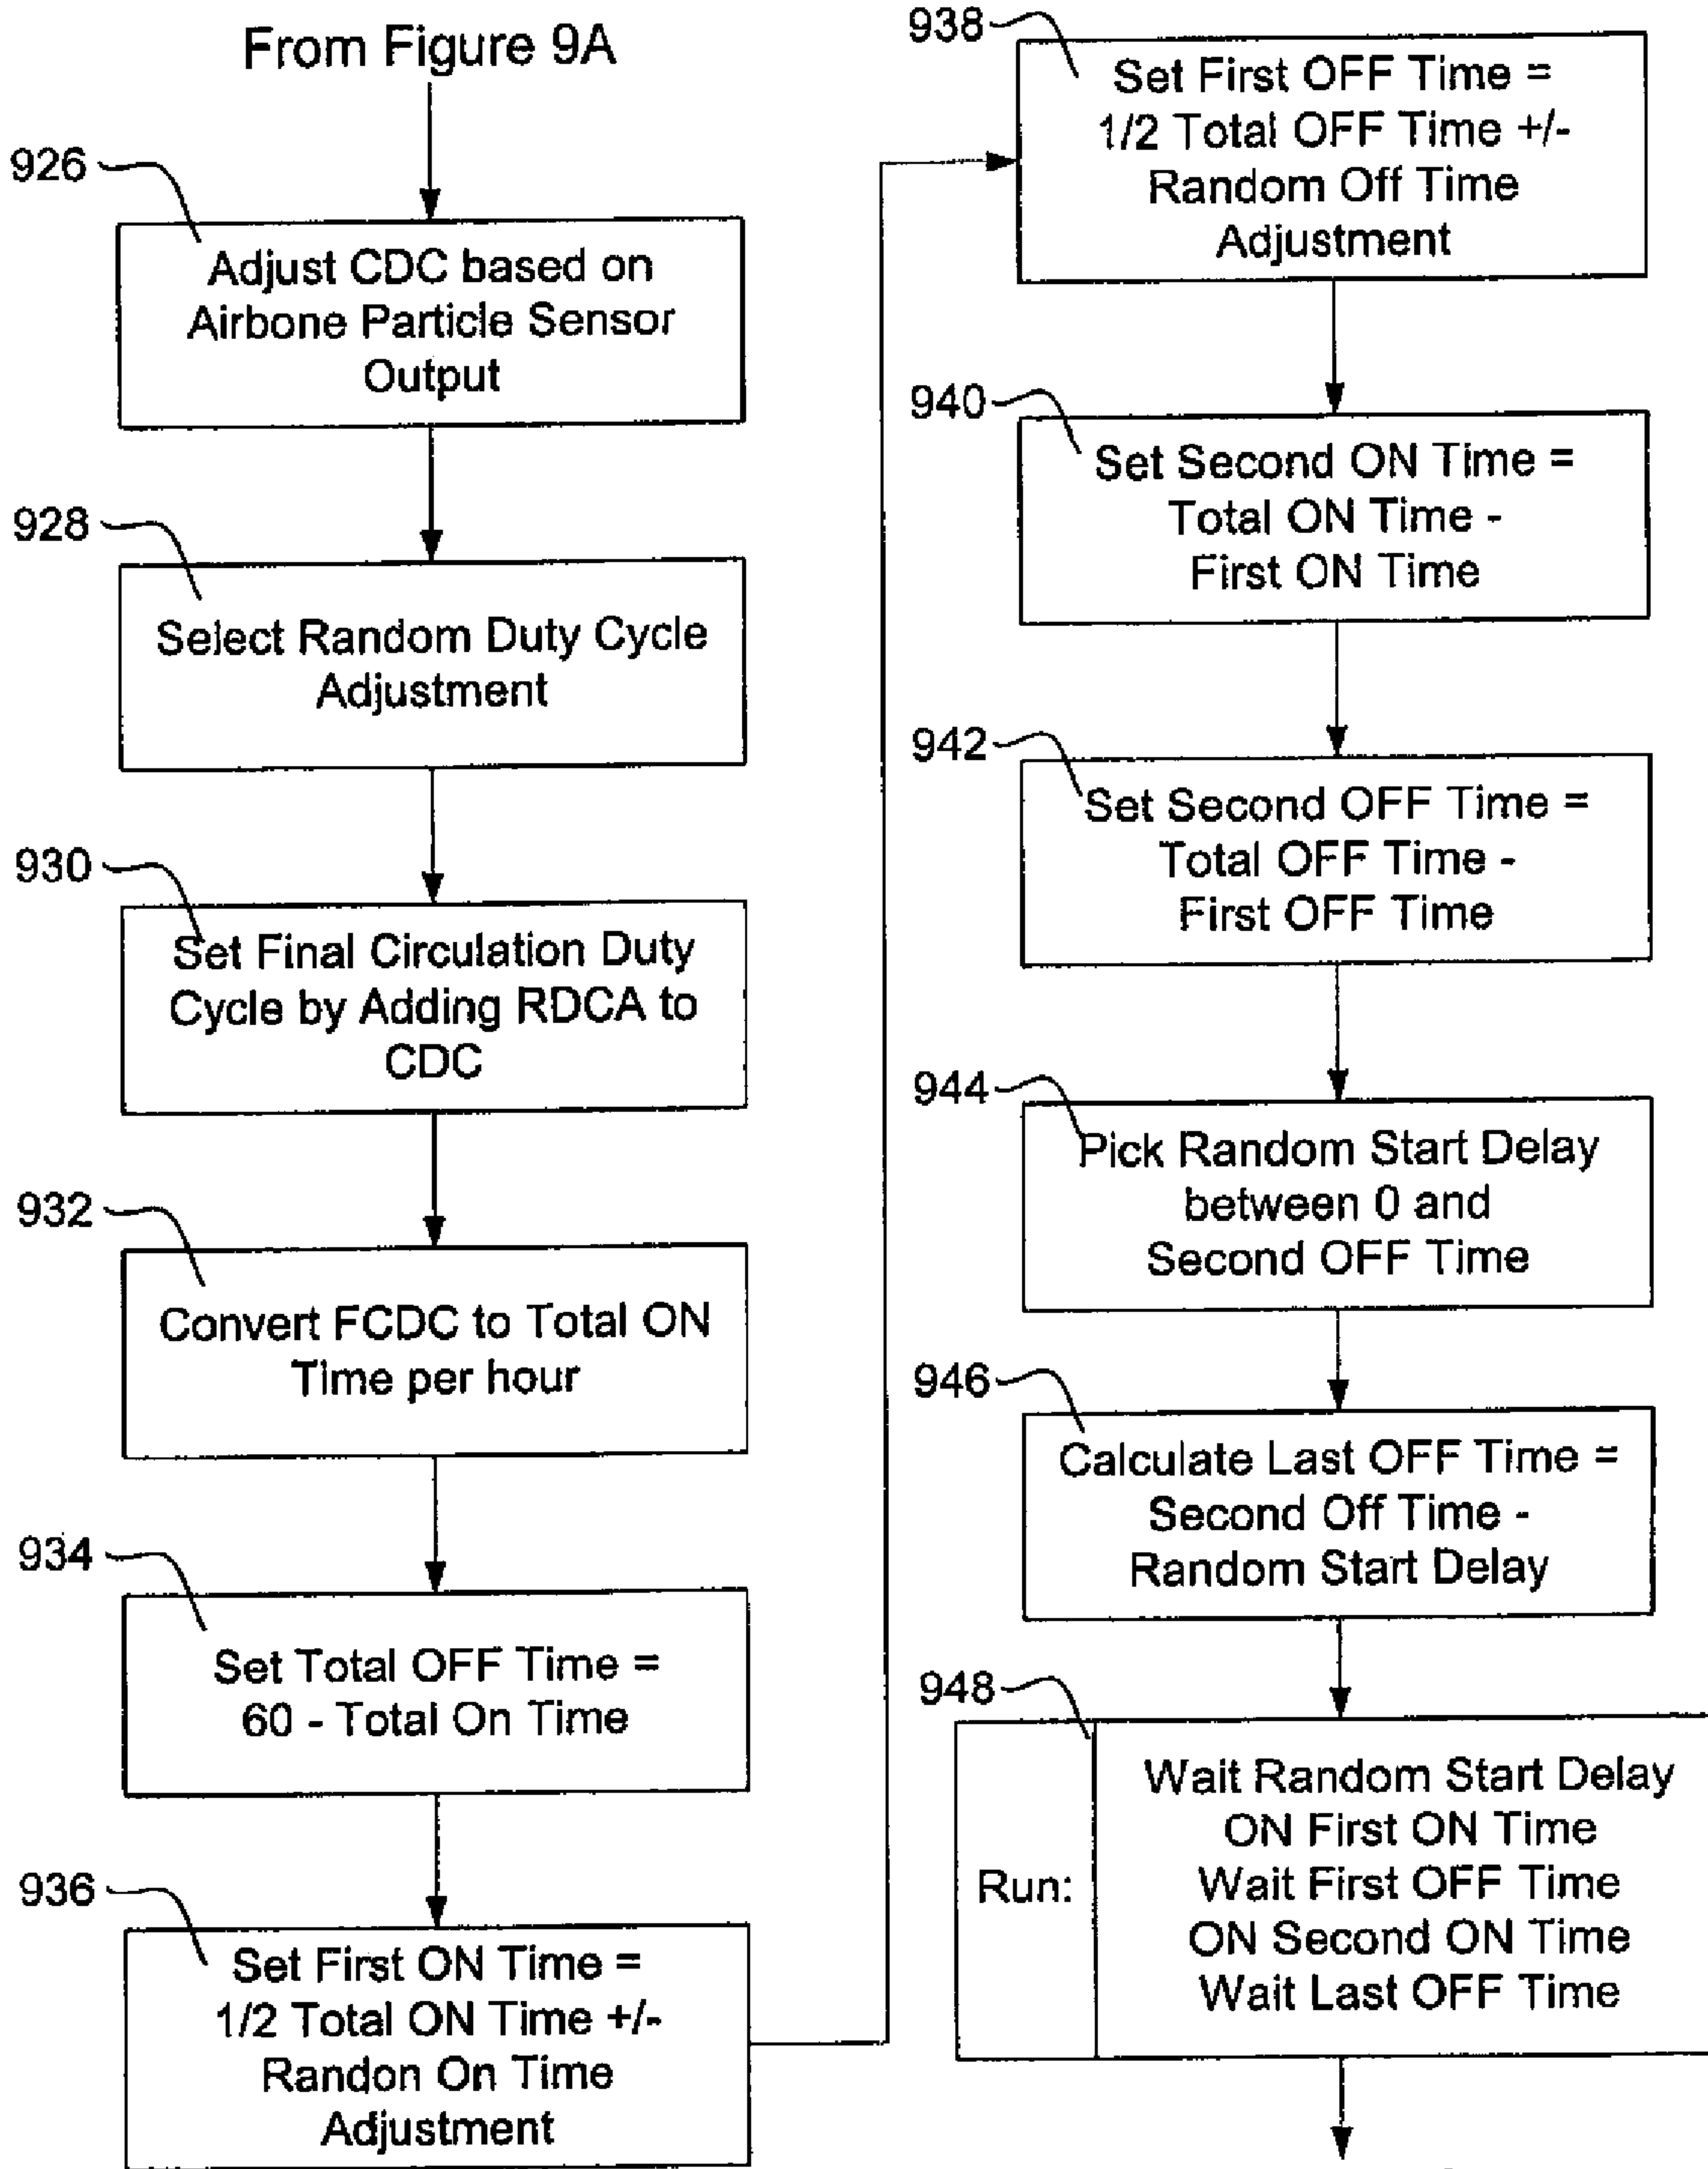 From Figure 9A
926
Adjust CDC based on
Airbone Particle Sensor
Output
928
Select Random Duty Cycle
Adjustment
930
Set Final Circulation Duty
Cycle by Adding RDCA to
CDC
932
Convert FCDC to Total ON
Time per hour
934
Set Total OFF Time =
60 - Total On Time
936
Set First ON Time =
1/2 Total ON Time +/-
Randon On Time
Adjustment
938
Set First OFF Time =
1/2 Total OFF Time +/-
Random Off Time
Adjustment
940
Set Second ON Time =
Total ON Time -
First ON Time
942
Set Second OFF Time =
Total OFF Time -
First OFF Time
944
Pick Random Start Delay
between 0 and
Second OFF Time
946
Calculate Last OFF Time =
Second Off Time -
Random Start Delay
948
Run:
Wait Random Start Delay
ON First ON Time
Wait First OFF Time
ON Second ON Time
Wait Last OFF Time